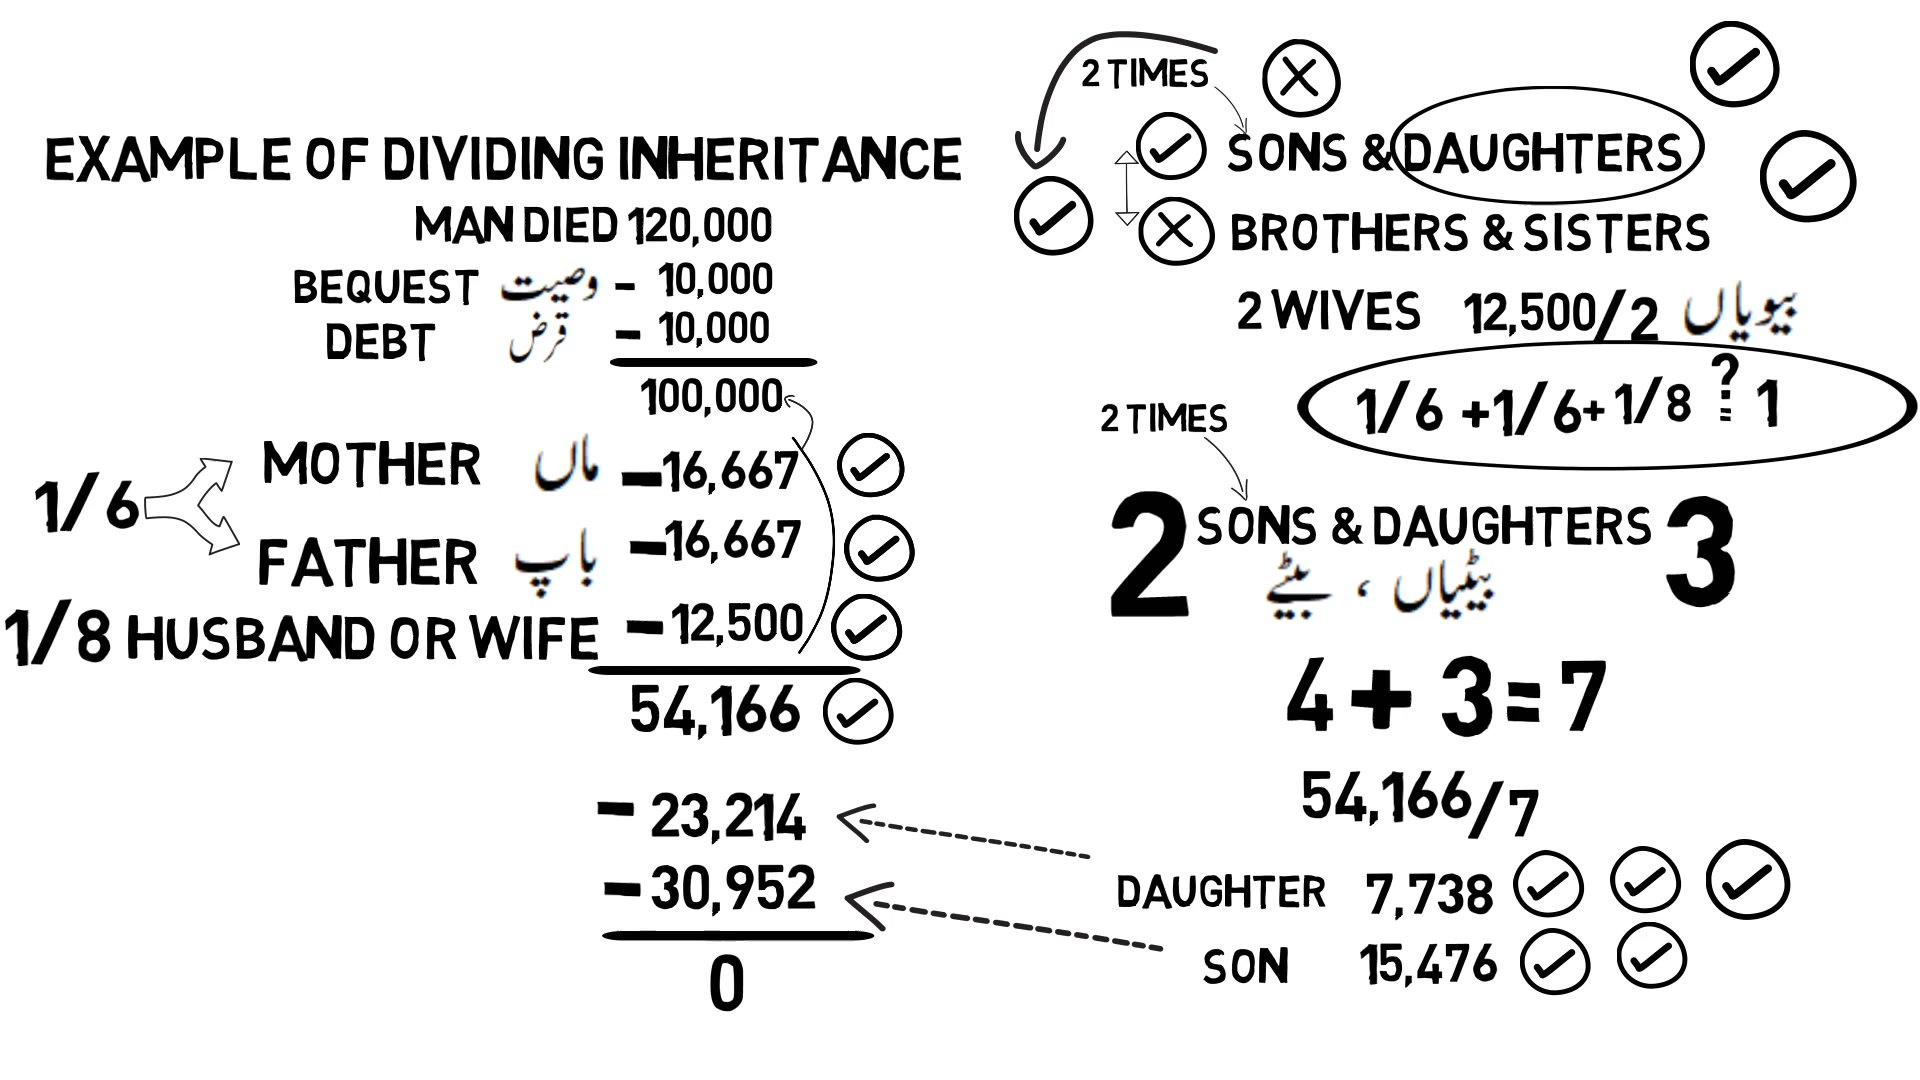 EXAMPLE OF DIVIDING INHERITANCE
MAN DIED 120,000
BEQUEST وصیت - 10,000
DEBT قرض - 10,000
100,000
1/6
MOTHER ماں -16,667
FATHER باپ -16,667
1/8 HUSBAND OR WIFE -12,500
54,166
- 23,214
- 30,952
0
2 TIMES
SONS & DAUGHTERS
BROTHERS & SISTERS
2 WIVES 12,500/2 بیویاں
1/6 +1/6+ 1/8 ? = 1
2 TIMES
2 SONS & DAUGHTERS 3
بیٹیاں ، بیٹے
4 + 3 = 7
54,166/7
DAUGHTER 7,738
SON 15,476